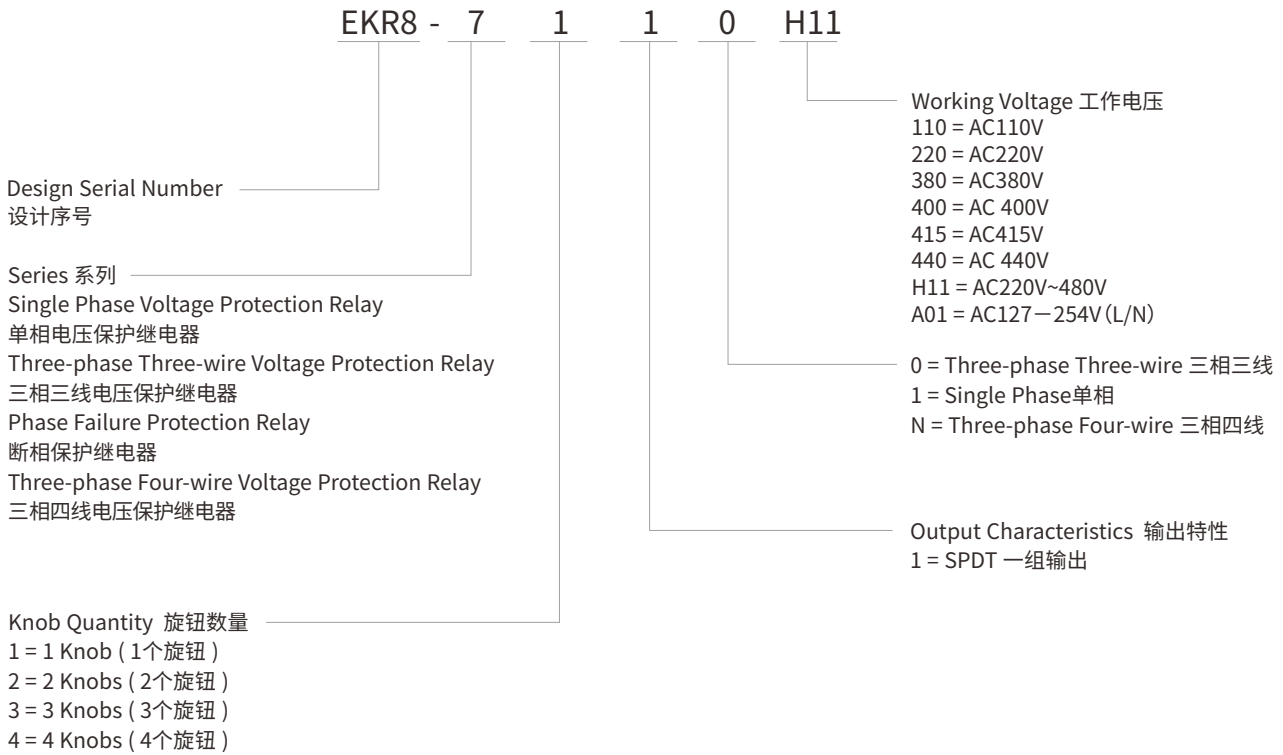 EKR8 - 7 1 1 0 H11
Design Serial Number
设计序号
Series 系列
Single Phase Voltage Protection Relay
单相电压保护继电器
Three-phase Three-wire Voltage Protection Relay
三相三线电压保护继电器
Phase Failure Protection Relay
断相保护继电器
Three-phase Four-wire Voltage Protection Relay
三相四线电压保护继电器
Knob Quantity 旋钮数量
1 = 1 Knob ( 1个旋钮 )
2 = 2 Knobs ( 2个旋钮 )
3 = 3 Knobs ( 3个旋钮 )
4 = 4 Knobs ( 4个旋钮 )
Working Voltage 工作电压
110 = AC110V
220 = AC220V
380 = AC380V
400 = AC 400V
415 = AC415V
440 = AC 440V
H11 = AC220V~480V
A01 = AC127－254V（L/N）
0 = Three-phase Three-wire 三相三线
1 = Single Phase单相
N = Three-phase Four-wire 三相四线
Output Characteristics 输出特性
1 = SPDT 一组输出